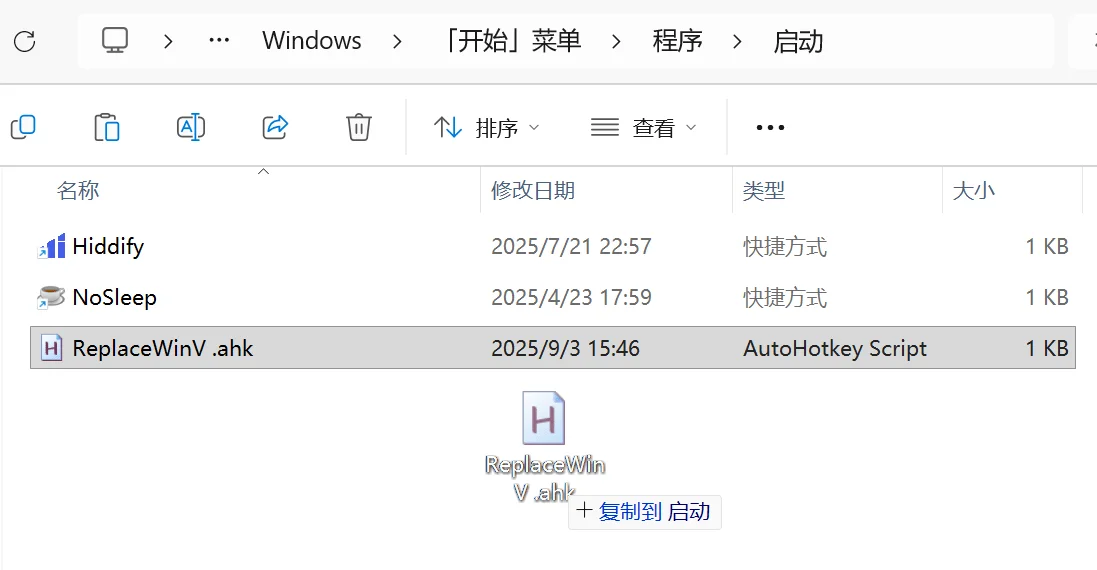 Windows 「开始」菜单 程序 启动
排序 查看
名称 修改日期 类型 大小
Hiddify 2025/7/21 22:57 快捷方式 1 KB
NoSleep 2025/4/23 17:59 快捷方式 1 KB
ReplaceWinV .ahk 2025/9/3 15:46 AutoHotkey Script 1 KB
ReplaceWin
V .ahk
+ 复制到 启动